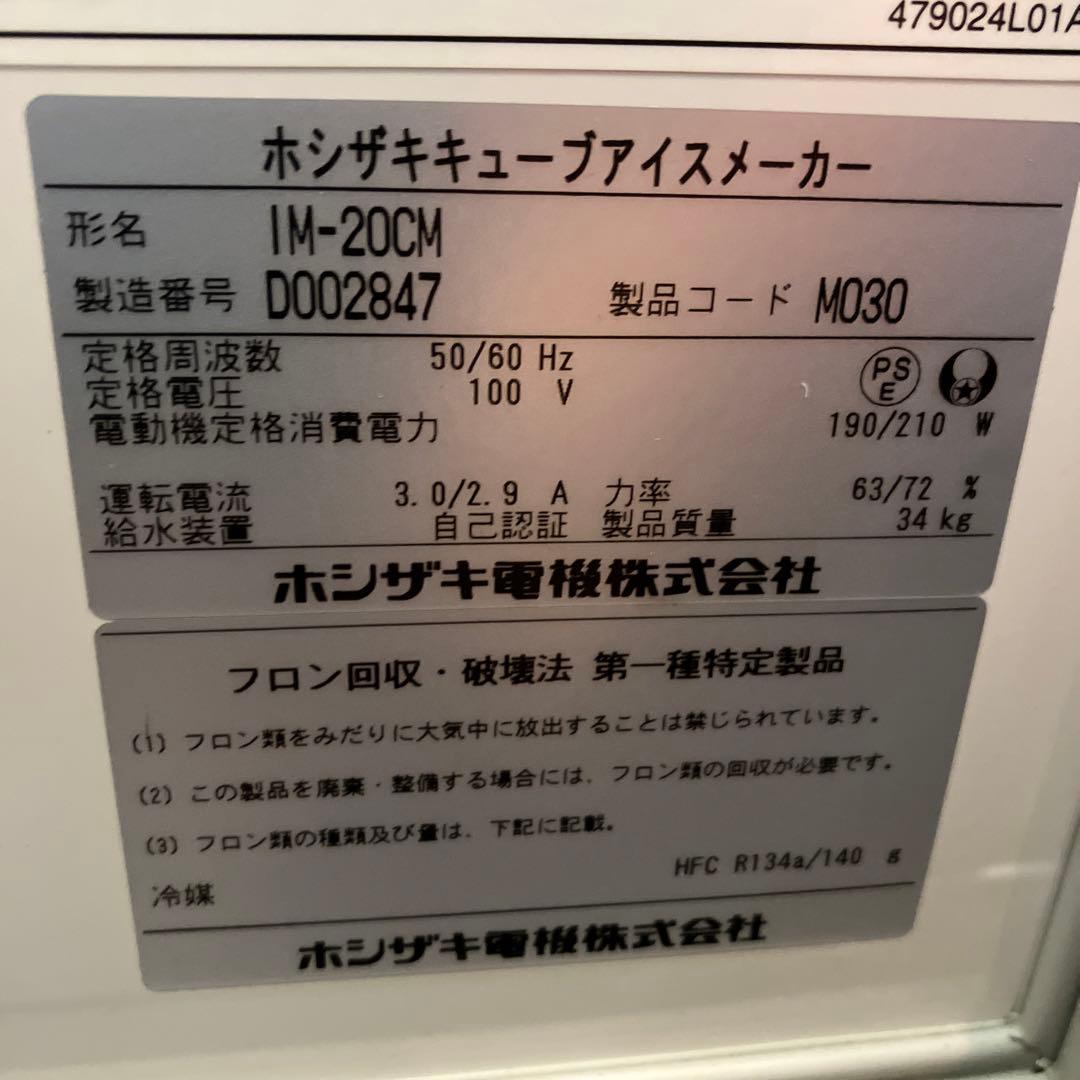 479024L01A
ホシザキキューブアイスメーカー
形名 IM-20CM
製造番号 D002847 製品コード M030
定格周波数 50/60 Hz
定格電圧 100 V PSE
電動機定格消費電力 190/210 W
運転電流 3.0/2.9 A 力率 63/72 %
給水装置 自己認証 製品質量 34 kg
ホシザキ電機株式会社
フロン回収・破壊法 第一種特定製品
(1) フロン類をみだりに大気中に放出することは禁じられています。
(2) この製品を廃棄・整備する場合には、フロン類の回収が必要です。
(3) フロン類の種類及び量は、下記に記載。
冷媒 HFC R134a/140 g
ホシザキ電機株式会社